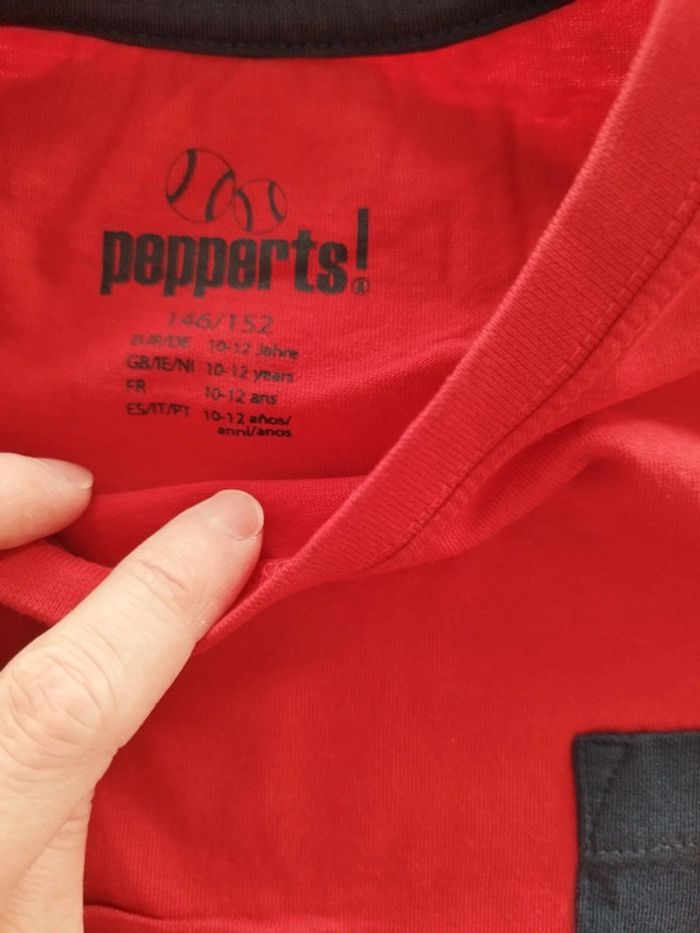 pepperts!®
146/152
EUR/DE 10-12 Jahre
GB/IE/NI 10-12 years
FR 10-12 ans
ES/IT/PT 10-12 años/
anni/anos